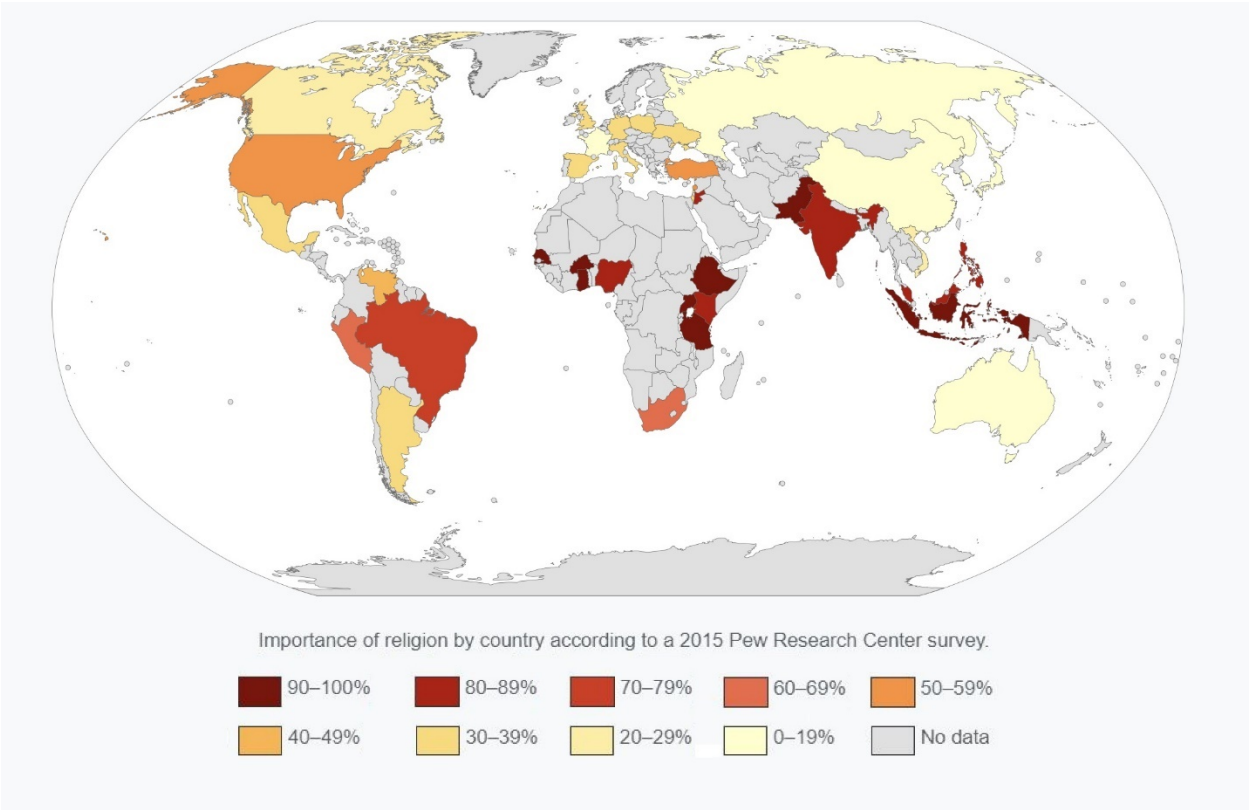 Importance of religion by country according to a 2015 Pew Research Center survey.
90–100% 80–89% 70–79% 60–69% 50–59%
40–49% 30–39% 20–29% 0–19% No data